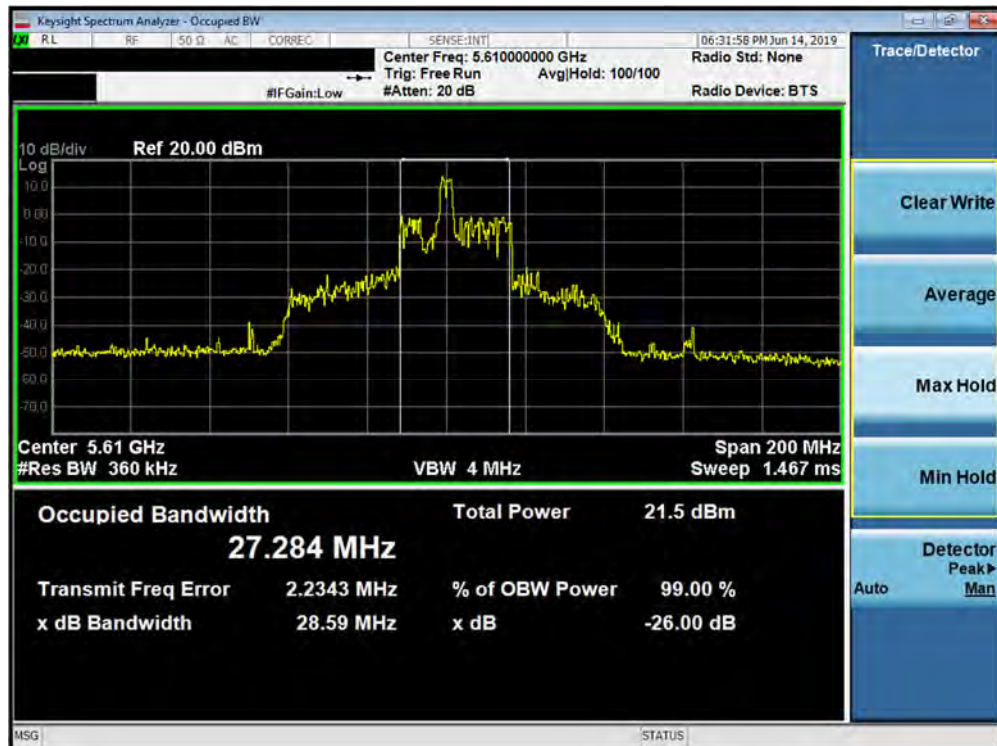 Keysight Spectrum Analyzer - Occupied BW
LXI RL RF 50 Ω AC CORREC SENSE:INT 06:31:58 PM Jun 14, 2019
Center Freq: 5.610000000 GHz Radio Std: None
Trig: Free Run Avg|Hold: 100/100
#IFGain:Low #Atten: 20 dB Radio Device: BTS
10 dB/div Ref 20.00 dBm
Log
10.0
0.00
-10.0
-20.0
-30.0
-40.0
-50.0
-60.0
-70.0
Center 5.61 GHz Span 200 MHz
#Res BW 360 kHz VBW 4 MHz Sweep 1.467 ms
Occupied Bandwidth Total Power 21.5 dBm
27.284 MHz
Transmit Freq Error 2.2343 MHz % of OBW Power 99.00 %
x dB Bandwidth 28.59 MHz x dB -26.00 dB
MSG STATUS
Trace/Detector
Clear Write
Average
Max Hold
Min Hold
Detector
Peak▶
Auto Man